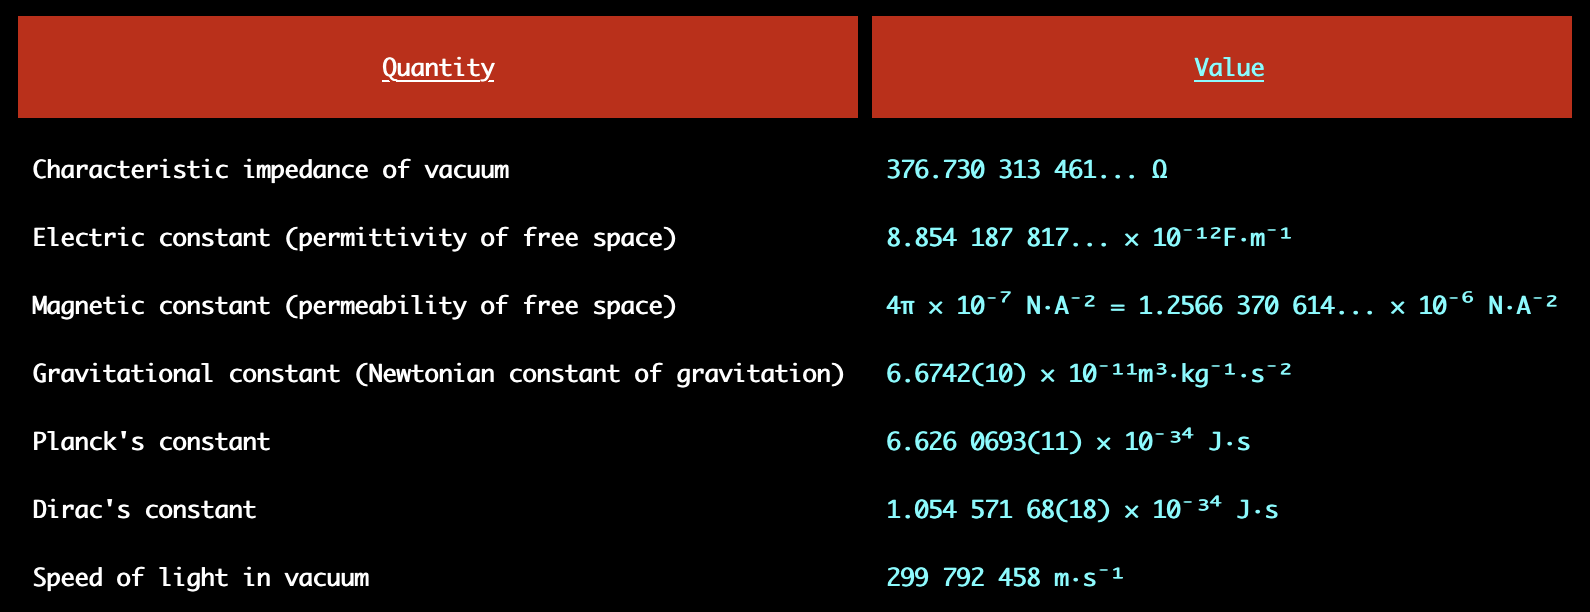 Quantity Value
Characteristic impedance of vacuum 376.730 313 461... Ω
Electric constant (permittivity of free space) 8.854 187 817... × 10⁻¹²F·m⁻¹
Magnetic constant (permeability of free space) 4π × 10⁻⁷ N·A⁻² = 1.2566 370 614... × 10⁻⁶ N·A⁻²
Gravitational constant (Newtonian constant of gravitation) 6.6742(10) × 10⁻¹¹m³·kg⁻¹·s⁻²
Planck's constant 6.626 0693(11) × 10⁻³⁴ J·s
Dirac's constant 1.054 571 68(18) × 10⁻³⁴ J·s
Speed of light in vacuum 299 792 458 m·s⁻¹